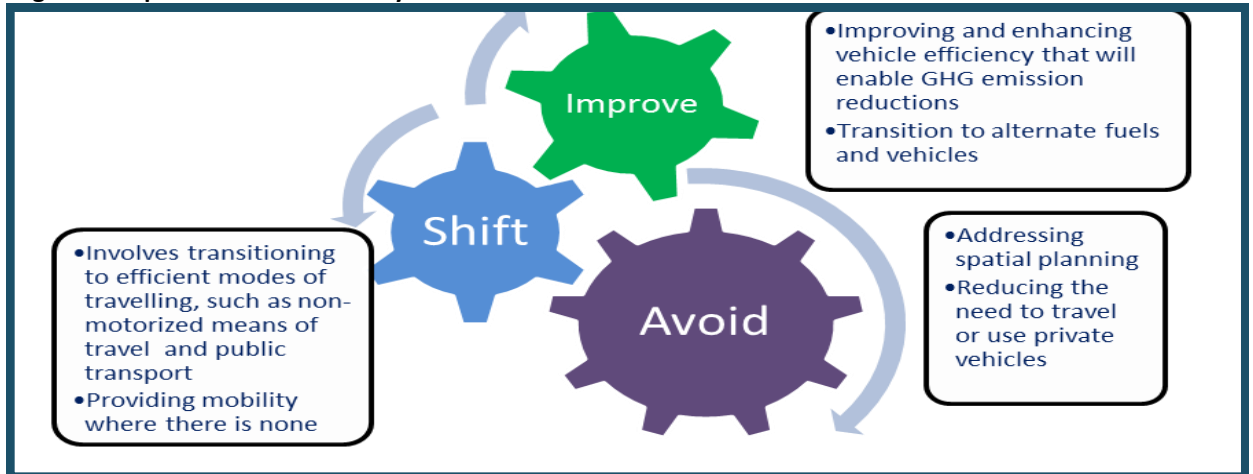 •Improving and enhancing
vehicle efficiency that will
enable GHG emission
reductions
•Transition to alternate fuels
and vehicles
Improve
Shift
•Involves transitioning
to efficient modes of
travelling, such as non-
motorized means of
travel and public
transport
•Providing mobility
where there is none
Avoid
•Addressing
spatial planning
•Reducing the
need to travel
or use private
vehicles